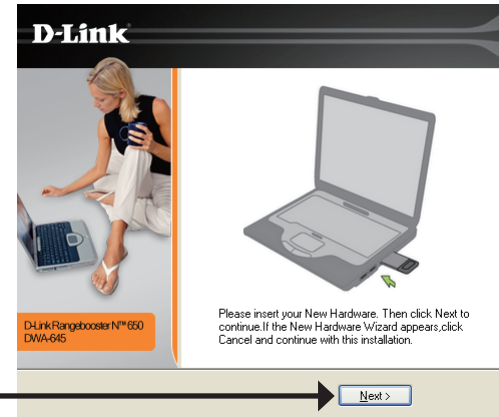 D-Link
Please insert your New Hardware. Then click Next to
continue.If the New Hardware Wizard appears,click
Cancel and continue with this installation.
D-Link Rangebooster N™ 650
DWA-645
Next >